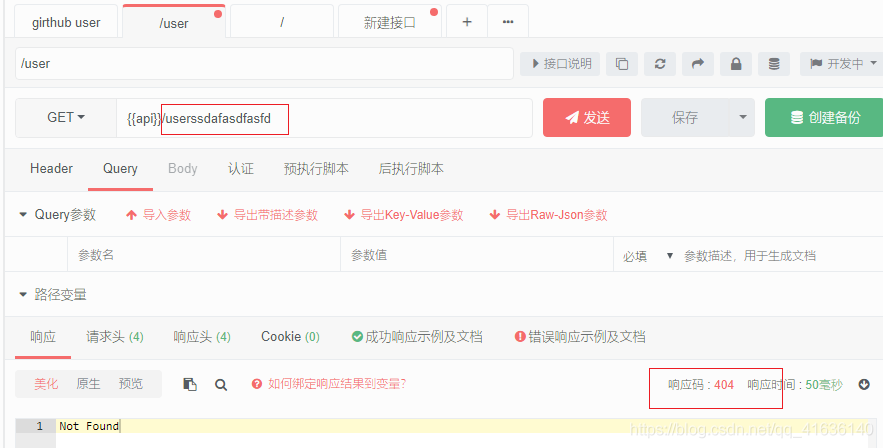 girthub user /user / 新建接口 + •••
/user 接口说明 开发中
GET {{api}}/userssdafasdfasfd 发送 保存 创建备份
Header Query Body 认证 预执行脚本 后执行脚本
Query参数 导入参数 导出带描述参数 导出Key-Value参数 导出Raw-Json参数
参数名 参数值 必填 参数描述，用于生成文档
路径变量
响应 请求头 (4) 响应头 (4) Cookie (0) 成功响应示例及文档 错误响应示例及文档
美化 原生 预览 如何绑定响应结果到变量? 响应码 : 404 响应时间 : 50毫秒
1 Not Found
https://blog.csdn.net/qq_41636140